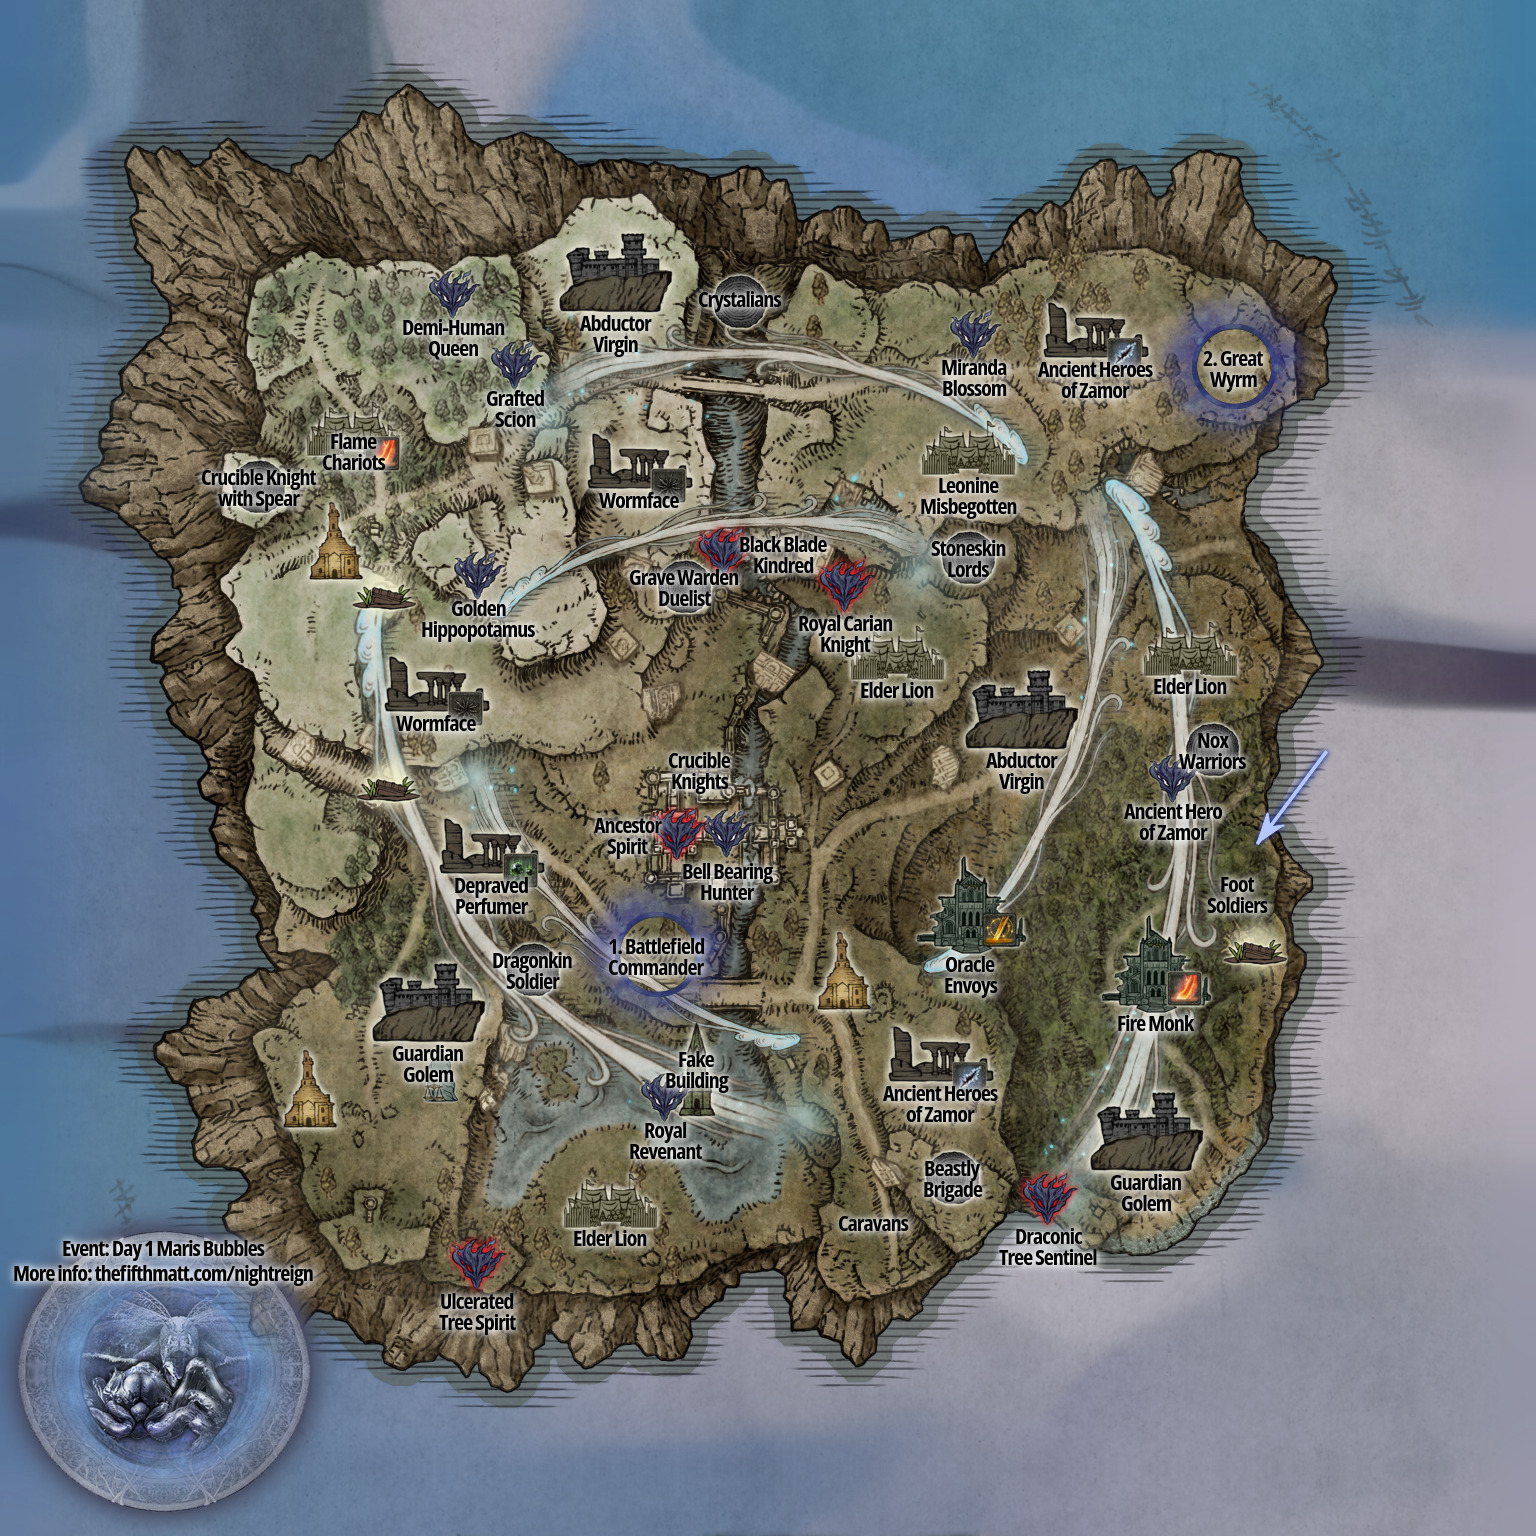 Crystalians
Demi-Human
Queen
Abductor
Virgin
Grafted
Scion
Miranda
Blossom
Ancient Heroes
of Zamor
2. Great
Wyrm
Flame
Chariots
Crucible Knight
with Spear
Wormface
Leonine
Misbegotten
Black Blade
Kindred
Stoneskin
Lords
Grave Warden
Duelist
Golden
Hippopotamus
Royal Carian
Knight
Elder Lion
Elder Lion
Wormface
Nox
Warriors
Crucible
Knights
Abductor
Virgin
Ancient Hero
of Zamor
Ancestor
Spirit
Bell Bearing
Hunter
Depraved
Perfumer
Foot
Soldiers
1. Battlefield
Commander
Dragonkin
Soldier
Oracle
Envoys
Fire Monk
Guardian
Golem
Fake
Building
Ancient Heroes
of Zamor
Royal
Revenant
Beastly
Brigade
Guardian
Golem
Caravans
Elder Lion
Draconic
Tree Sentinel
Event: Day 1 Maris Bubbles
More info: thefifthmatt.com/nightreign
Ulcerated
Tree Spirit